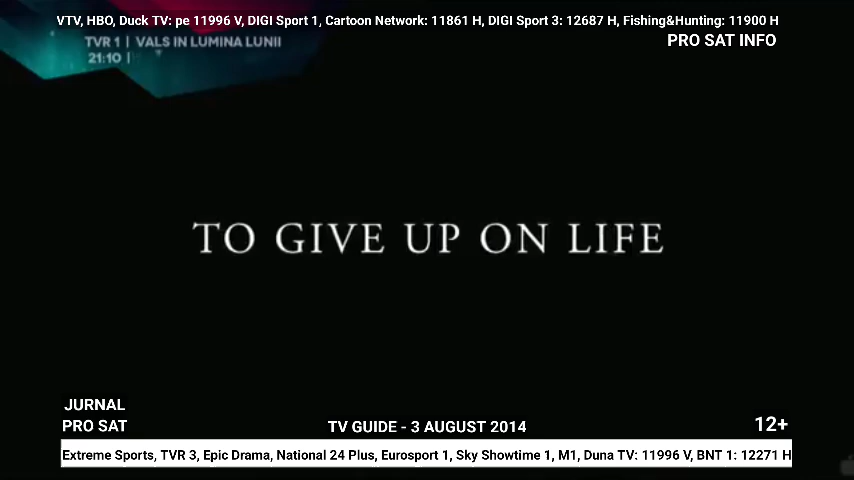 VTV, HBO, Duck TV: pe 11996 V, DIGI Sport 1, Cartoon Network: 11861 H, DIGI Sport 3: 12687 H, Fishing&Hunting: 11900 H
TVR 1 | VALS IN LUMINA LUNII
PRO SAT INFO
21:10 |
TO GIVE UP ON LIFE
JURNAL
PRO SAT
TV GUIDE - 3 AUGUST 2014
12+
Extreme Sports, TVR 3, Epic Drama, National 24 Plus, Eurosport 1, Sky Showtime 1, M1, Duna TV: 11996 V, BNT 1: 12271 H